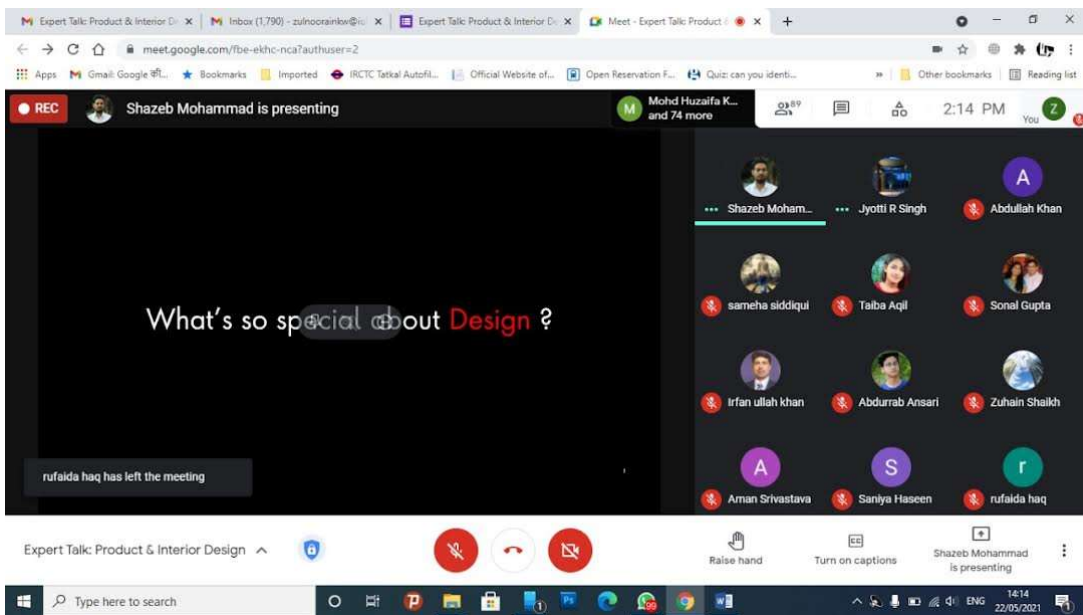 Expert Talk: Product & Interior D
Inbox (1,790) - zulnoorainkw@
Expert Talk: Product & Interior D
Meet - Expert Talk: Product
meet.google.com/fbe-ekhc-nca?authuser=2
Apps
Gmail: Google की...
Bookmarks
Imported
IRCTC Tatkal Autofil...
Official Website of...
Open Reservation F...
Quiz: can you identi...
»
Other bookmarks
Reading list
REC
Shazeb Mohammad is presenting
M
Mohd Huzaifa K...
and 74 more
89
2:14 PM
You
Z
What's so special about Design ?
rufaida haq has left the meeting
Shazeb Moham...
Jyotti R Singh
A
Abdullah Khan
sameha siddiqui
Taiba Aqil
Sonal Gupta
Irfan ullah khan
Abdurrab Ansari
Zuhain Shaikh
A
Aman Srivastava
S
Saniya Haseen
r
rufaida haq
Expert Talk: Product & Interior Design
Raise hand
CC
Turn on captions
Shazeb Mohammad
is presenting
Type here to search
Ps
99
ENG
14:14
22/05/2021